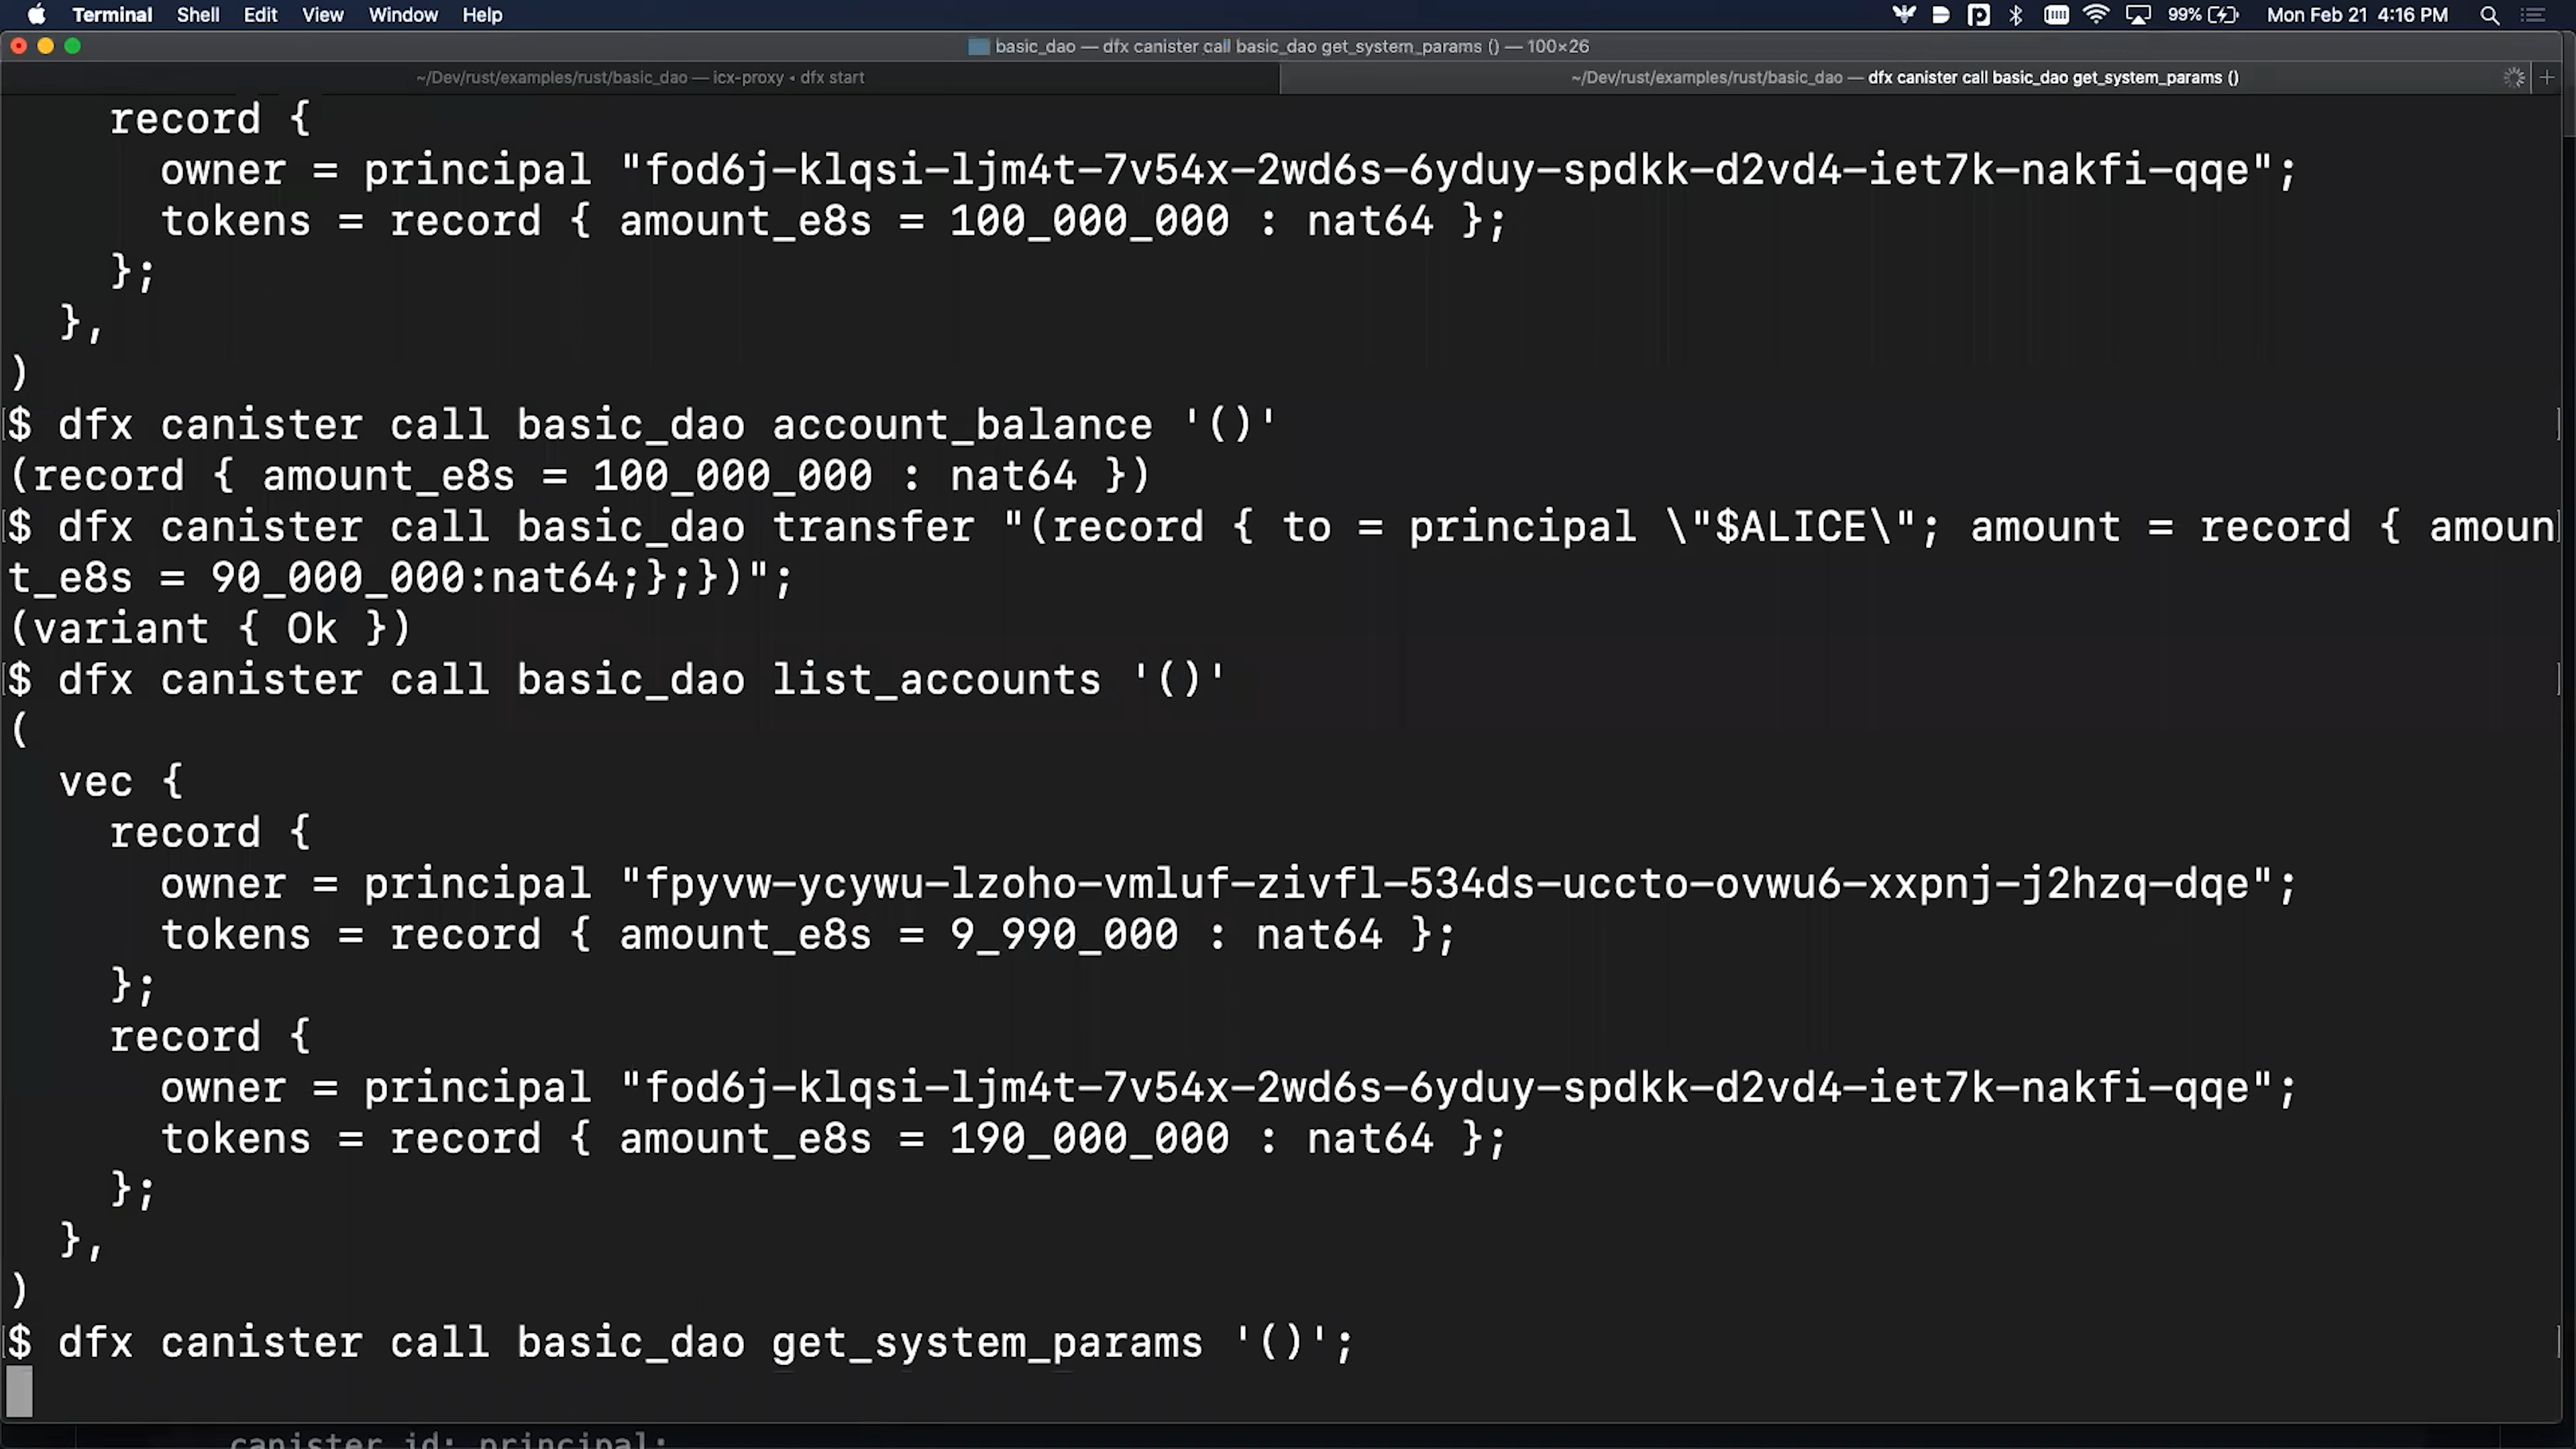 Terminal Shell Edit View Window Help 99% Mon Feb 21 4:16 PM
basic_dao — dfx canister call basic_dao get_system_params () — 100×26
~/Dev/rust/examples/rust/basic_dao — icx-proxy ◂ dfx start ~/Dev/rust/examples/rust/basic_dao — dfx canister call basic_dao get_system_params ()
record {
owner = principal "fod6j-klqsi-ljm4t-7v54x-2wd6s-6yduy-spdkk-d2vd4-iet7k-nakfi-qqe";
tokens = record { amount_e8s = 100_000_000 : nat64 };
};
},
)
$ dfx canister call basic_dao account_balance '()'
(record { amount_e8s = 100_000_000 : nat64 })
$ dfx canister call basic_dao transfer "(record { to = principal \"$ALICE\"; amount = record { amoun
t_e8s = 90_000_000:nat64;};})";
(variant { Ok })
$ dfx canister call basic_dao list_accounts '()'
(
vec {
record {
owner = principal "fpyvw-ycywu-lzoho-vmluf-zivfl-534ds-uccto-ovwu6-xxpnj-j2hzq-dqe";
tokens = record { amount_e8s = 9_990_000 : nat64 };
};
record {
owner = principal "fod6j-klqsi-ljm4t-7v54x-2wd6s-6yduy-spdkk-d2vd4-iet7k-nakfi-qqe";
tokens = record { amount_e8s = 190_000_000 : nat64 };
};
},
)
$ dfx canister call basic_dao get_system_params '()';
canister_id: principal;